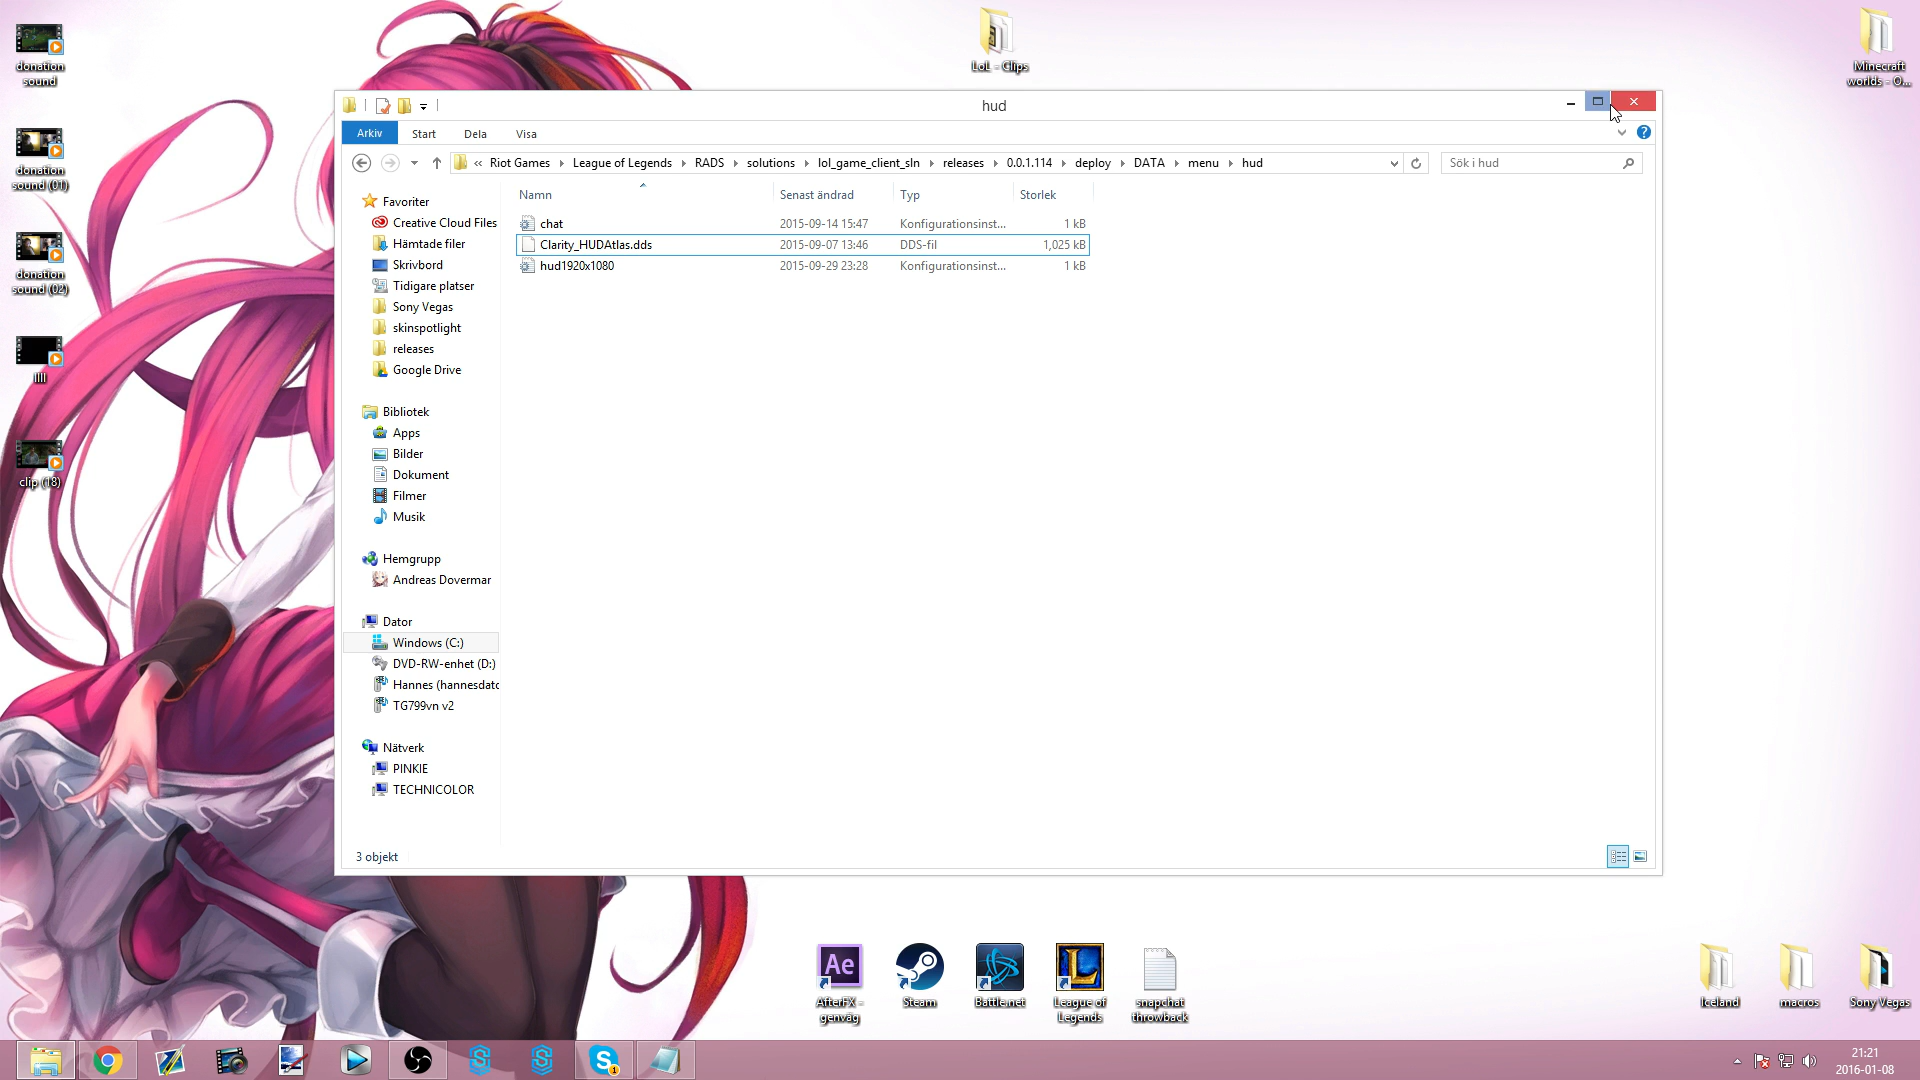 donation
sound
donation
sound (01)
donation
sound (02)
llll
clip (18)
LoL - Clips
Minecraft
worlds - O...
hud
Arkiv Start Dela Visa
« Riot Games League of Legends RADS solutions lol_game_client_sln releases 0.0.1.114 deploy DATA menu hud
Sök i hud
Namn Senast ändrad Typ Storlek
chat 2015-09-14 15:47 Konfigurationsinst... 1 kB
Clarity_HUDAtlas.dds 2015-09-07 13:46 DDS-fil 1,025 kB
hud1920x1080 2015-09-29 23:28 Konfigurationsinst... 1 kB
Favoriter
Creative Cloud Files
Hämtade filer
Skrivbord
Tidigare platser
Sony Vegas
skinspotlight
releases
Google Drive
Bibliotek
Apps
Bilder
Dokument
Filmer
Musik
Hemgrupp
Andreas Dovermar
Dator
Windows (C:)
DVD-RW-enhet (D:)
Hannes (hannesdato
TG799vn v2
Nätverk
PINKIE
TECHNICOLOR
3 objekt
Ae
AfterFX -
genväg
Steam
Battle.net
League of
Legends
snapchat
throwback
Iceland
macros
Sony Vegas
1
21:21
2016-01-08